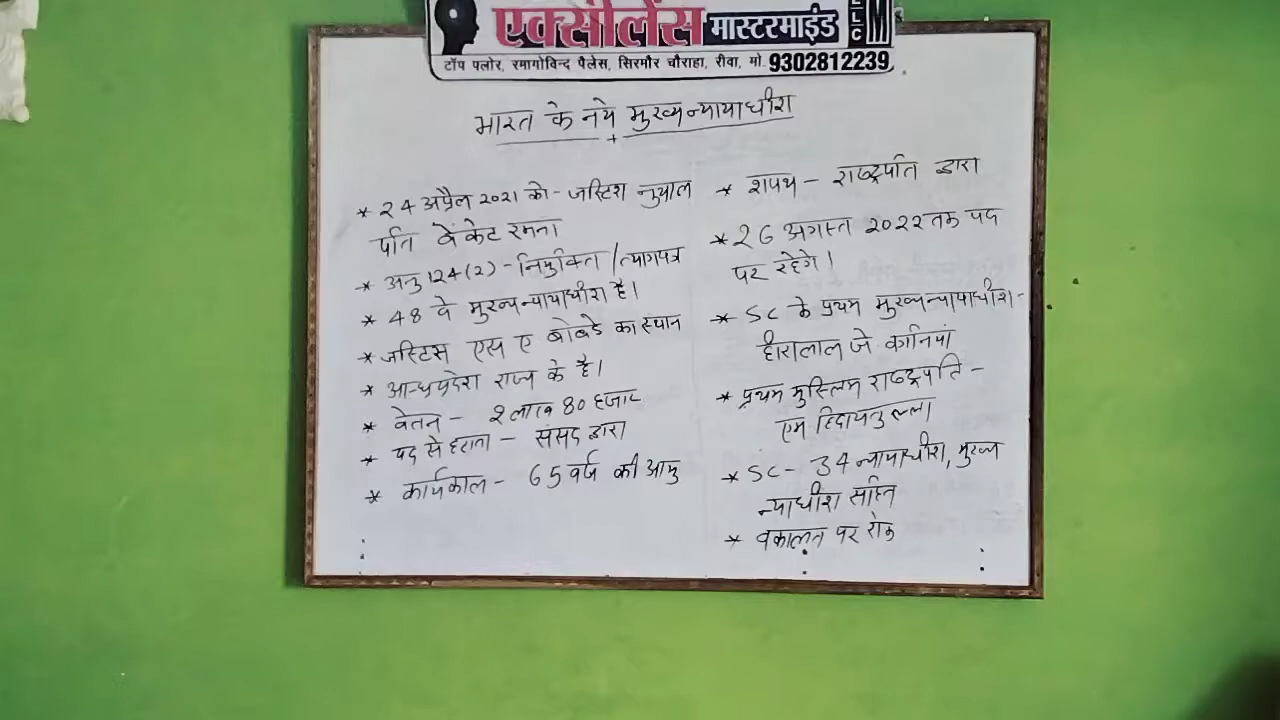 एक्सीलेंस मास्टरमाइंड
टॉप फ्लोर, रमागोविन्द पैलेस, सिरमौर चौराहा, रीवा, मो. 9302812239
भारत के नये मुख्यन्यायाधीश
* 24 अप्रैल 2021 को - जस्टिश नुथाल
पति वेंकेट रमना
* अनु 124(2) - नियुक्ति / त्यागपत्र
* 48 वे मुख्यन्यायाधीश है।
* जस्टिस एस ए बोबडे का स्थान
* आन्ध्रप्रदेश राज्य के है।
* वेतन - 2 लाख 80 हजार
* पद से हटाना - संसद द्वारा
* कार्यकाल - 65 वर्ष की आयु
* शपथ - राष्ट्रपति द्वारा
* 26 अगस्त 2022 तक पद
पर रहेगे।
* SC के प्रथम मुख्यन्यायाधीश -
हीरालाल जे कानियां
* प्रथम मुस्लिम राष्ट्रपति -
एम हिदायतुल्ला
* SC - 34 न्यायाधीश, मुख्य
न्याधीश सहित
* वकालत पर रोक